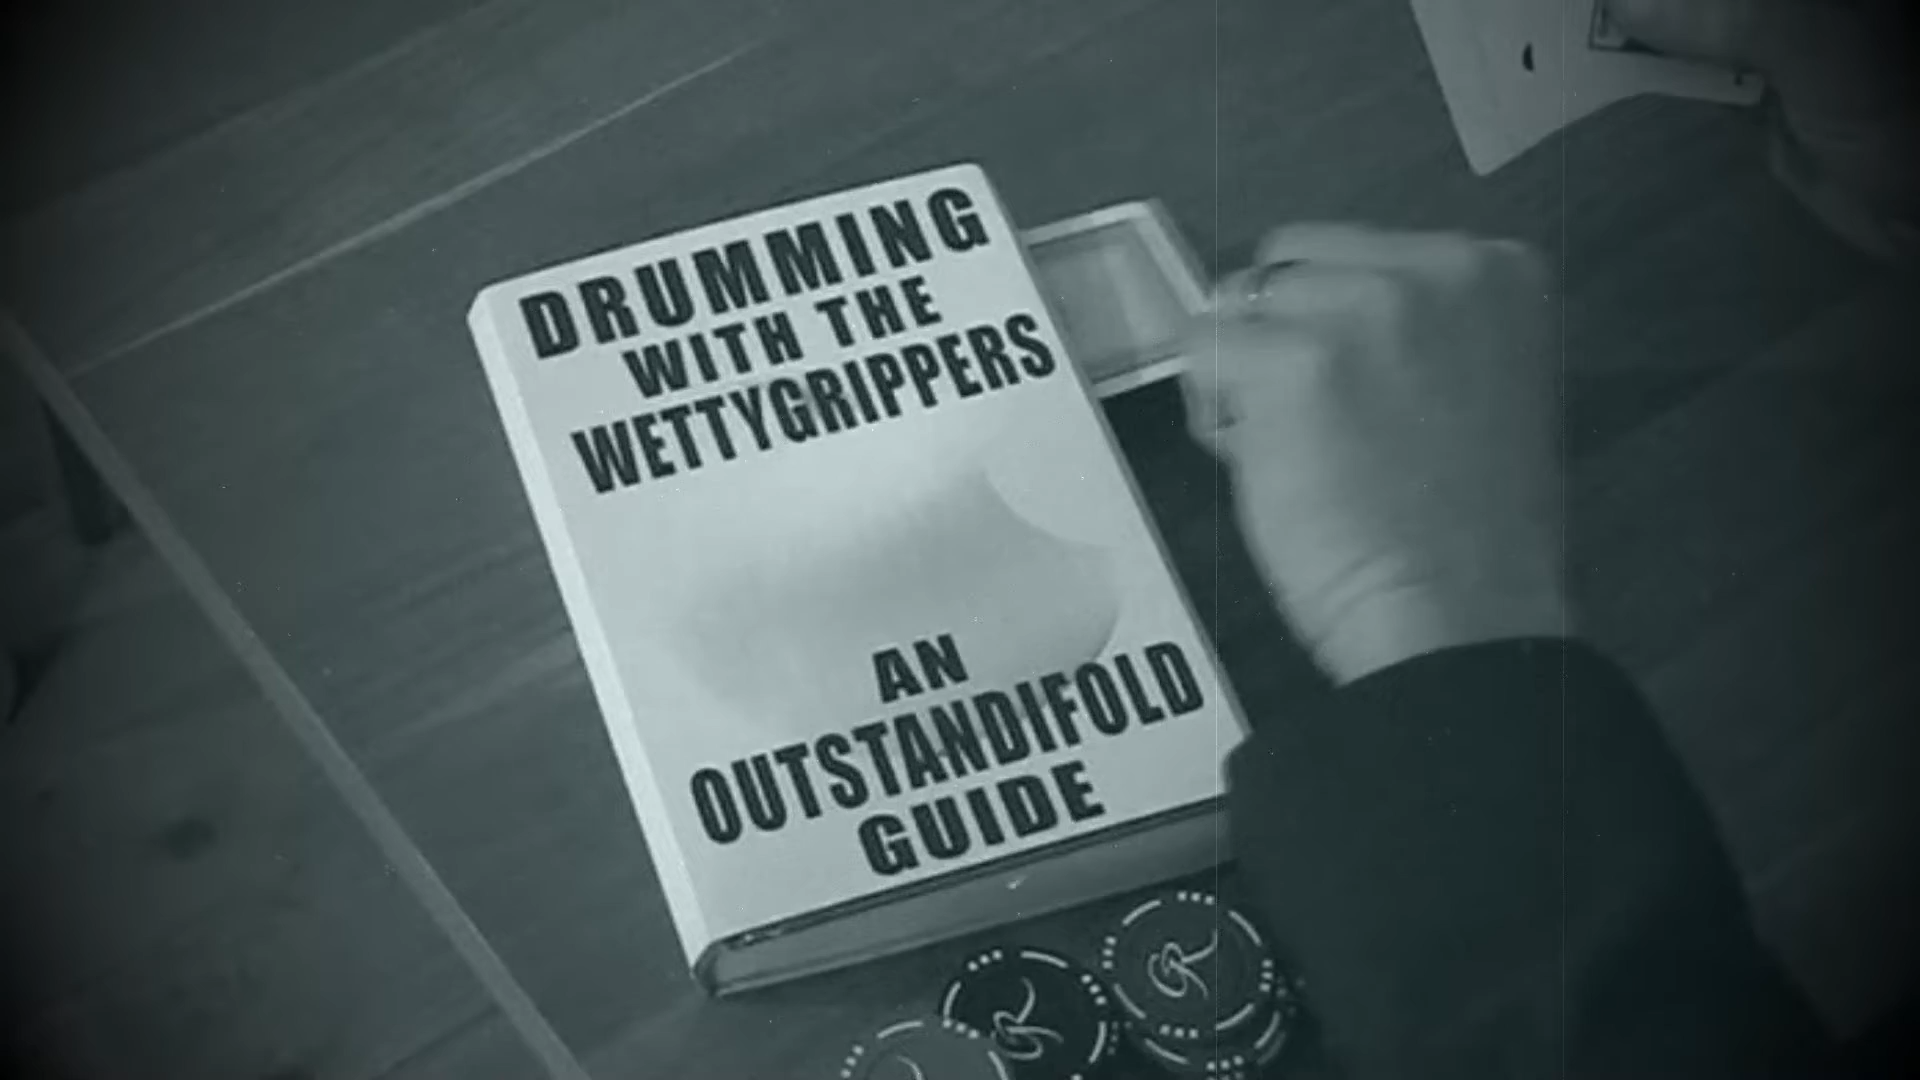 DRUMMING
WITH THE
WETTYGRIPPERS
AN
OUTSTANDIFOLD
GUIDE
R
R